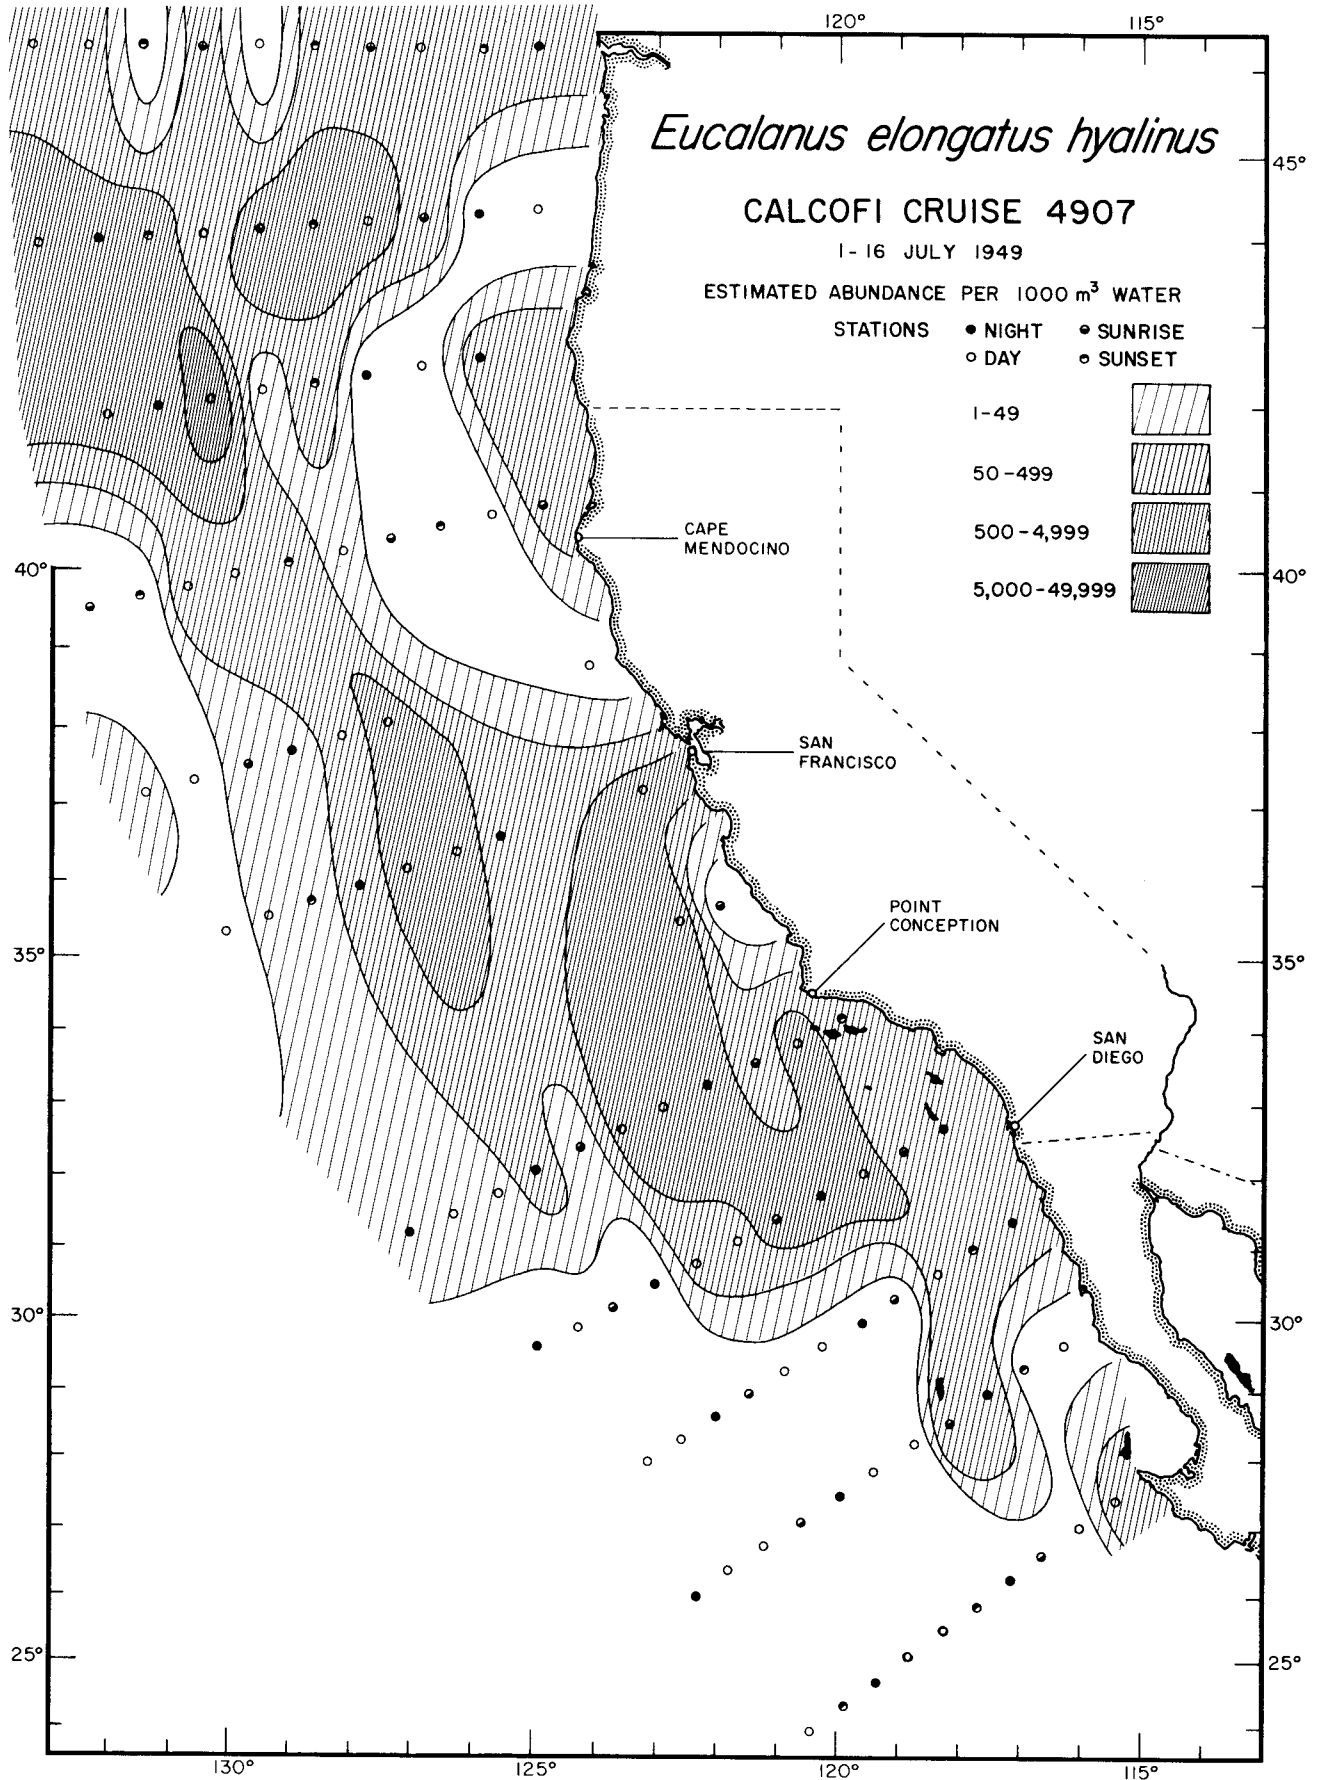 120°
115°
Eucalanus elongatus hyalinus
45°
CALCOFI CRUISE 4907
1-16 JULY 1949
ESTIMATED ABUNDANCE PER 1000 m³ WATER
STATIONS ● NIGHT SUNRISE
○ DAY SUNSET
1-49
50-499
500-4,999
5,000-49,999
CAPE
MENDOCINO
40°
40°
SAN
FRANCISCO
POINT
CONCEPTION
35°
35°
SAN
DIEGO
30°
30°
25°
25°
130°
125°
120°
115°